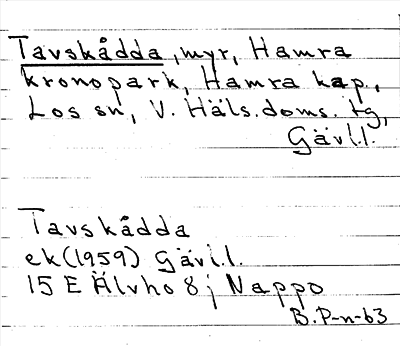 Tavskådda, myr, Hamra
kronopark, Hamra kap.,
Los sn, V. Häls. doms. tg,
Gävl.l.
Tavskådda
ek (1959) Gävl.l.
15 E Älvho 8 j Nappo
B.P-n-63